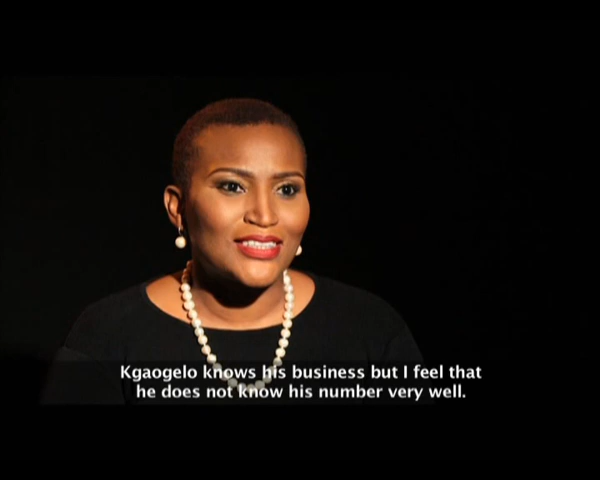 Kgaogelo knows his business but I feel that
he does not know his number very well.